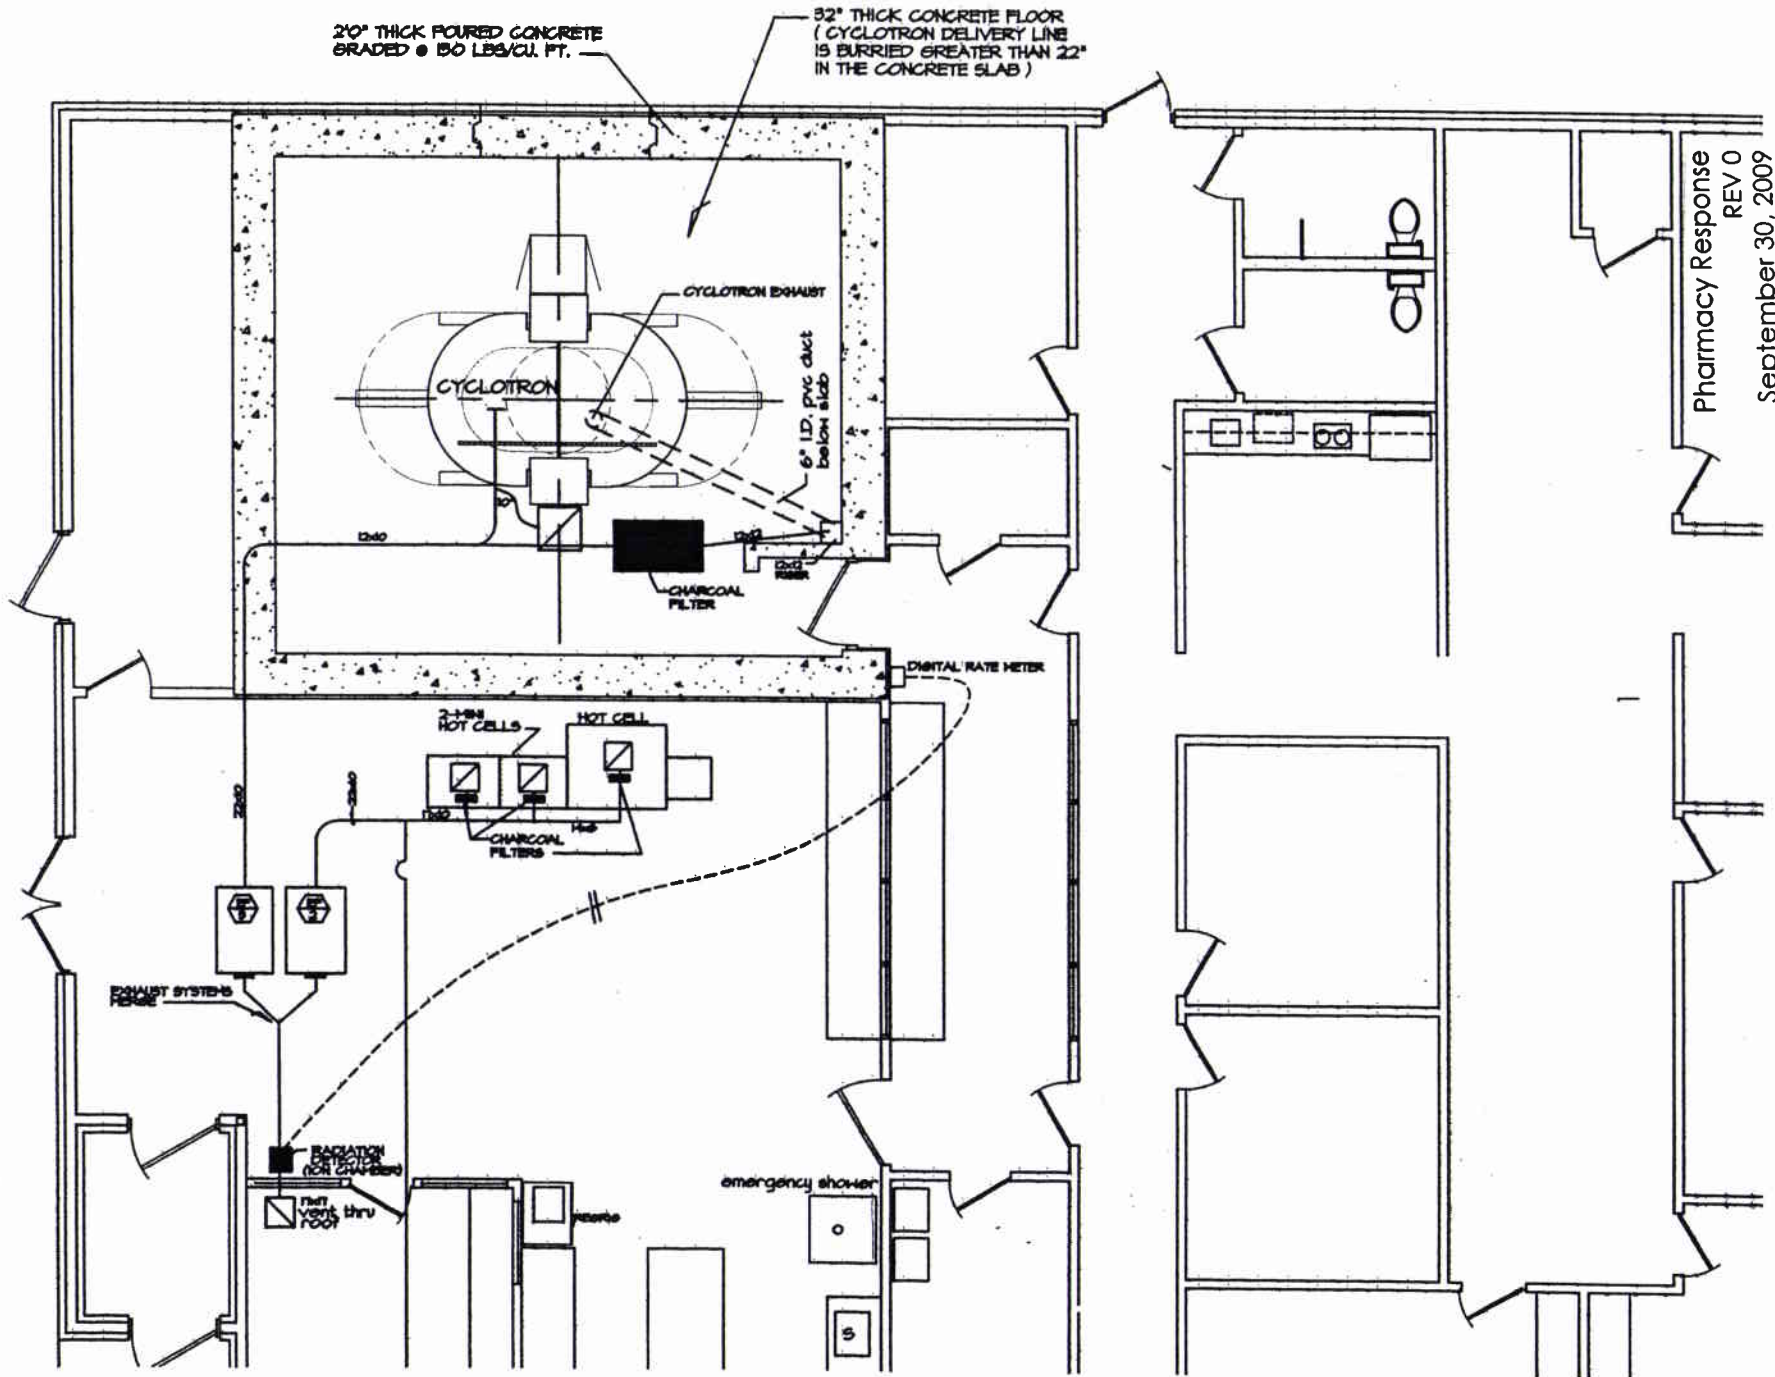 2'0" THICK POURED CONCRETE
GRADED @ 150 LBS/CU. FT.
32" THICK CONCRETE FLOOR
( CYCLOTRON DELIVERY LINE
IS BURRIED GREATER THAN 22"
IN THE CONCRETE SLAB )
Pharmacy Response
REV 0
September 30, 2009
CYCLOTRON EXHAUST
CYCLOTRON
6" I.D. pvc duct
below slab
12x10
12x12
12x12
RISER
CHARCOAL
FILTER
DIGITAL RATE METER
2-MINI
HOT CELLS
HOT CELL
22x10
CHARCOAL
FILTERS
EXHAUST SYSTEMS
MERGE
RADIATION
DETECTOR
(ION CHAMBER)
vent thru
roof
emergency shower
S